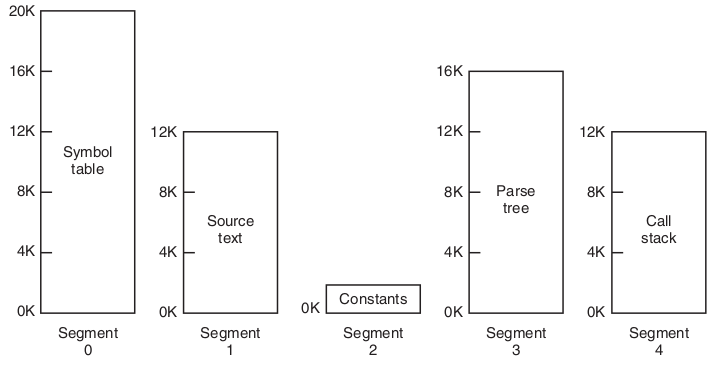 20K
16K
12K
8K
4K
0K
Symbol
table
Segment
0
12K
8K
4K
0K
Source
text
Segment
1
0K
Constants
Segment
2
16K
12K
8K
4K
0K
Parse
tree
Segment
3
12K
8K
4K
0K
Call
stack
Segment
4